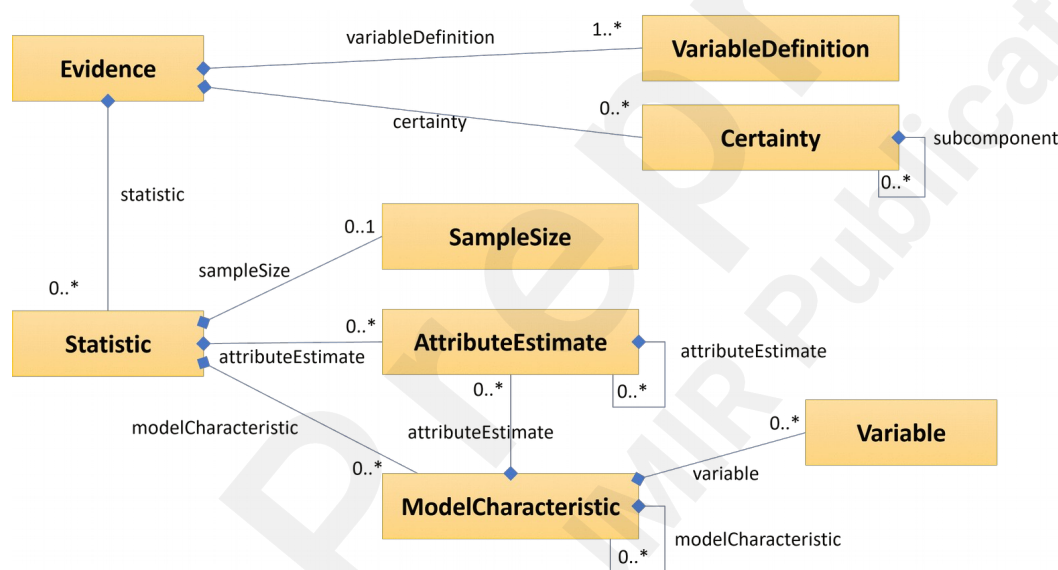 variableDefinition
1..*
VariableDefinition
Evidence
certainty
0..*
Certainty
subcomponent
0..*
statistic
0..1
SampleSize
sampleSize
0..*
Statistic
0..*
attributeEstimate
AttributeEstimate
attributeEstimate
0..*
0..*
modelCharacteristic
attributeEstimate
0..*
Variable
0..*
variable
ModelCharacteristic
modelCharacteristic
0..*